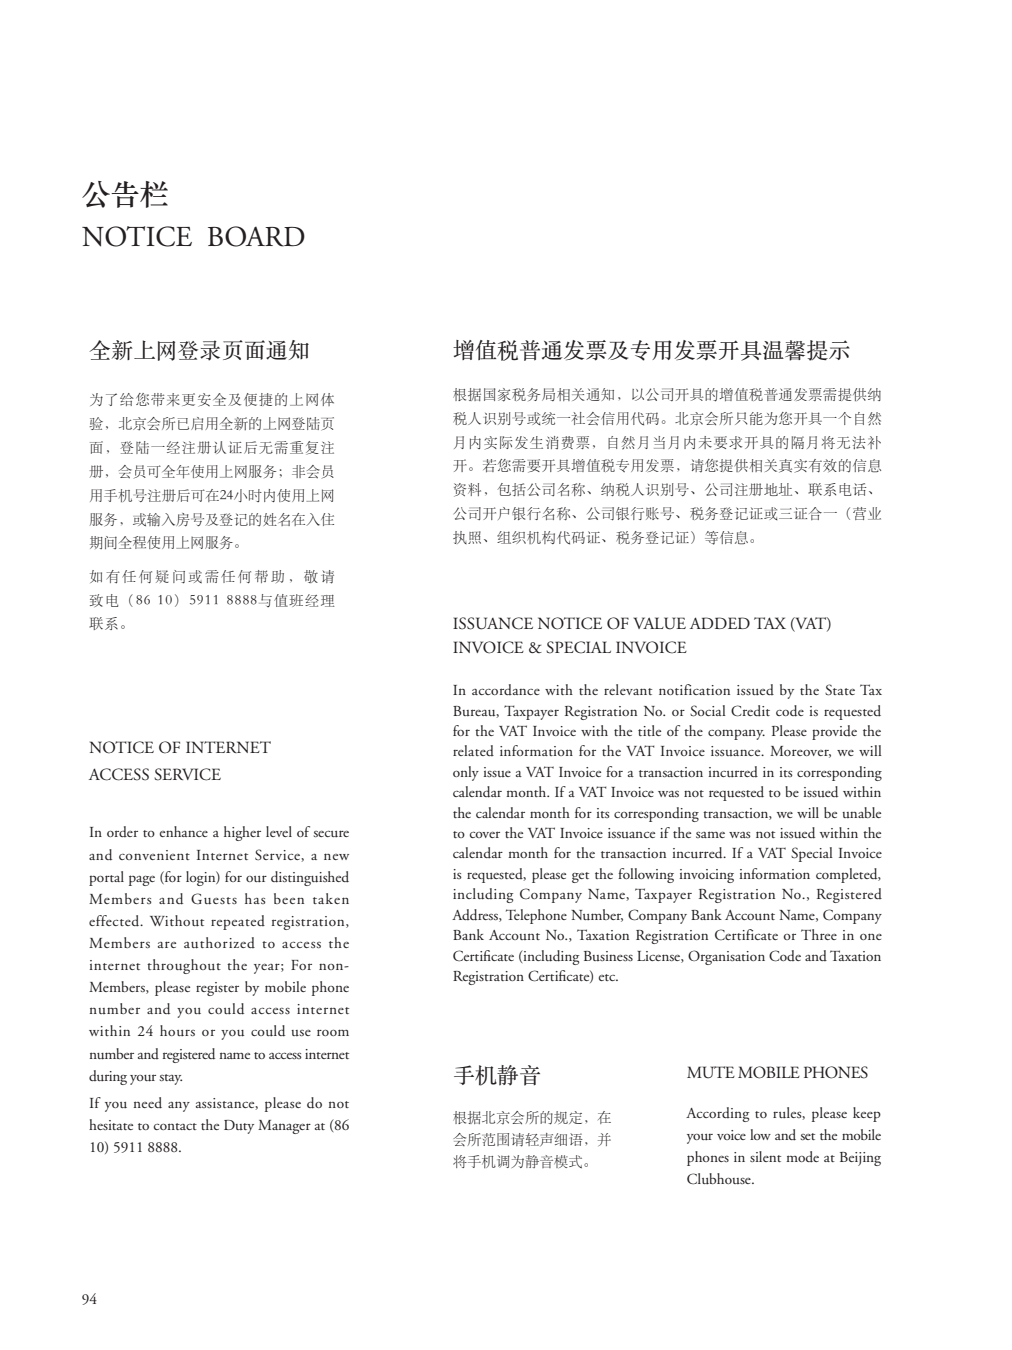 公告栏
NOTICE BOARD
全新上网登录页面通知
为了给您带来更安全及便捷的上网体
验，北京会所已启用全新的上网登陆页
面，登陆一经注册认证后无需重复注
册，会员可全年使用上网服务；非会员
用手机号注册后可在24小时内使用上网
服务，或输入房号及登记的姓名在入住
期间全程使用上网服务。
如有任何疑问或需任何帮助，敬请
致电（86 10）5911 8888与值班经理
联系。
NOTICE OF INTERNET
ACCESS SERVICE
In order to enhance a higher level of secure
and convenient Internet Service, a new
portal page (for login) for our distinguished
Members and Guests has been taken
effected. Without repeated registration,
Members are authorized to access the
internet throughout the year; For non-
Members, please register by mobile phone
number and you could access internet
within 24 hours or you could use room
number and registered name to access internet
during your stay.
If you need any assistance, please do not
hesitate to contact the Duty Manager at (86
10) 5911 8888.
增值税普通发票及专用发票开具温馨提示
根据国家税务局相关通知，以公司开具的增值税普通发票需提供纳
税人识别号或统一社会信用代码。北京会所只能为您开具一个自然
月内实际发生消费票，自然月当月内未要求开具的隔月将无法补
开。若您需要开具增值税专用发票，请您提供相关真实有效的信息
资料，包括公司名称、纳税人识别号、公司注册地址、联系电话、
公司开户银行名称、公司银行账号、税务登记证或三证合一（营业
执照、组织机构代码证、税务登记证）等信息。
ISSUANCE NOTICE OF VALUE ADDED TAX (VAT)
INVOICE & SPECIAL INVOICE
In accordance with the relevant notification issued by the State Tax
Bureau, Taxpayer Registration No. or Social Credit code is requested
for the VAT Invoice with the title of the company. Please provide the
related information for the VAT Invoice issuance. Moreover, we will
only issue a VAT Invoice for a transaction incurred in its corresponding
calendar month. If a VAT Invoice was not requested to be issued within
the calendar month for its corresponding transaction, we will be unable
to cover the VAT Invoice issuance if the same was not issued within the
calendar month for the transaction incurred. If a VAT Special Invoice
is requested, please get the following invoicing information completed,
including Company Name, Taxpayer Registration No., Registered
Address, Telephone Number, Company Bank Account Name, Company
Bank Account No., Taxation Registration Certificate or Three in one
Certificate (including Business License, Organisation Code and Taxation
Registration Certificate) etc.
手机静音
根据北京会所的规定，在
会所范围请轻声细语，并
将手机调为静音模式。
MUTE MOBILE PHONES
According to rules, please keep
your voice low and set the mobile
phones in silent mode at Beijing
Clubhouse.
94